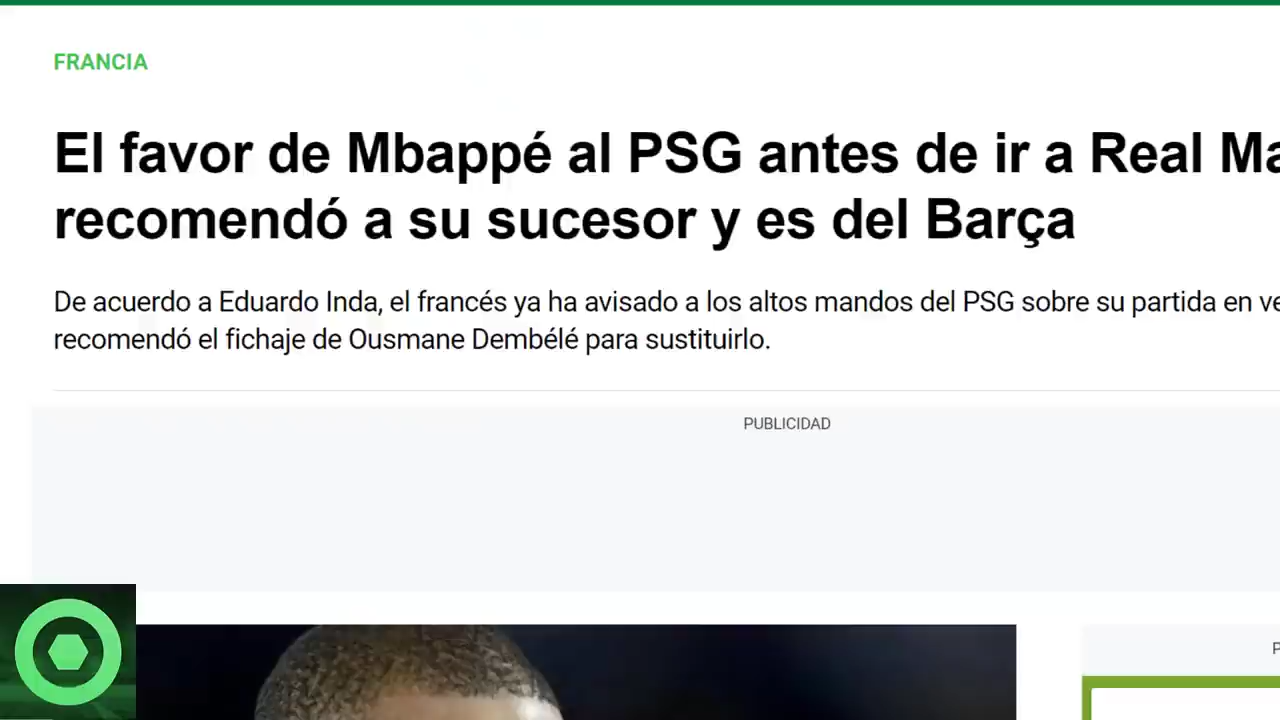 FRANCIA
El favor de Mbappé al PSG antes de ir a Real Ma
recomendó a su sucesor y es del Barça
De acuerdo a Eduardo Inda, el francés ya ha avisado a los altos mandos del PSG sobre su partida en ve
recomendó el fichaje de Ousmane Dembélé para sustituirlo.
PUBLICIDAD
P